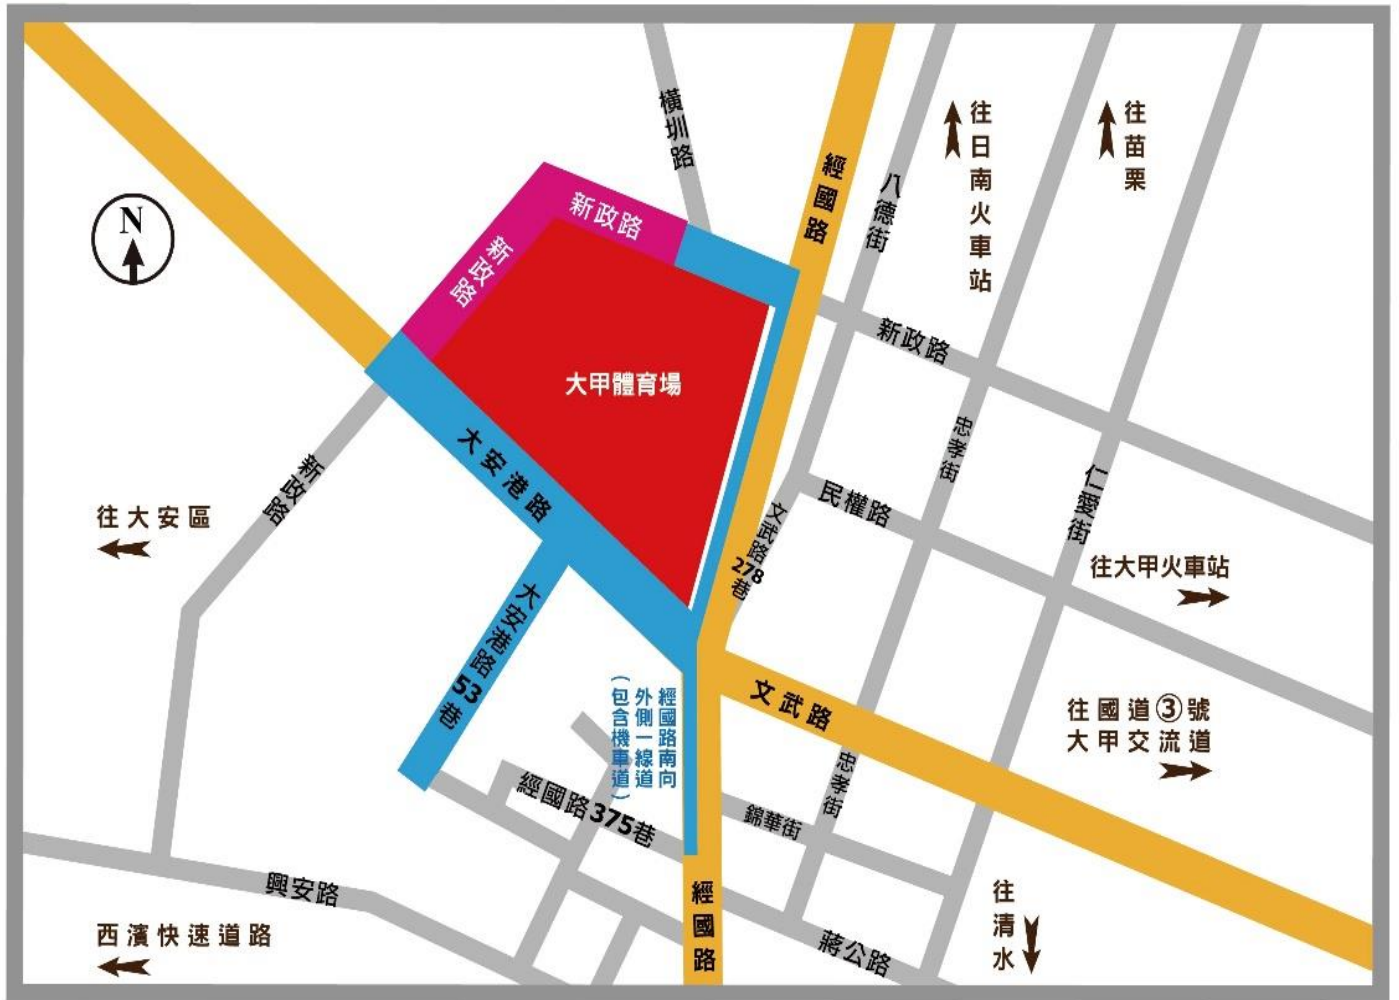 N
橫圳路
經國路
八德街
往日南火車站
往苗栗
新政路
新政路
新政路
大甲體育場
大安港路
新政路
往大安區
忠孝街
仁愛街
民權路
文武路278巷
往大甲火車站
大安港路53巷
經國路南向
外側一線道
(包含機車道)
文武路
往國道③號
大甲交流道
忠孝街
錦華街
經國路375巷
興安路
經國路
蔣公路
往清水
西濱快速道路